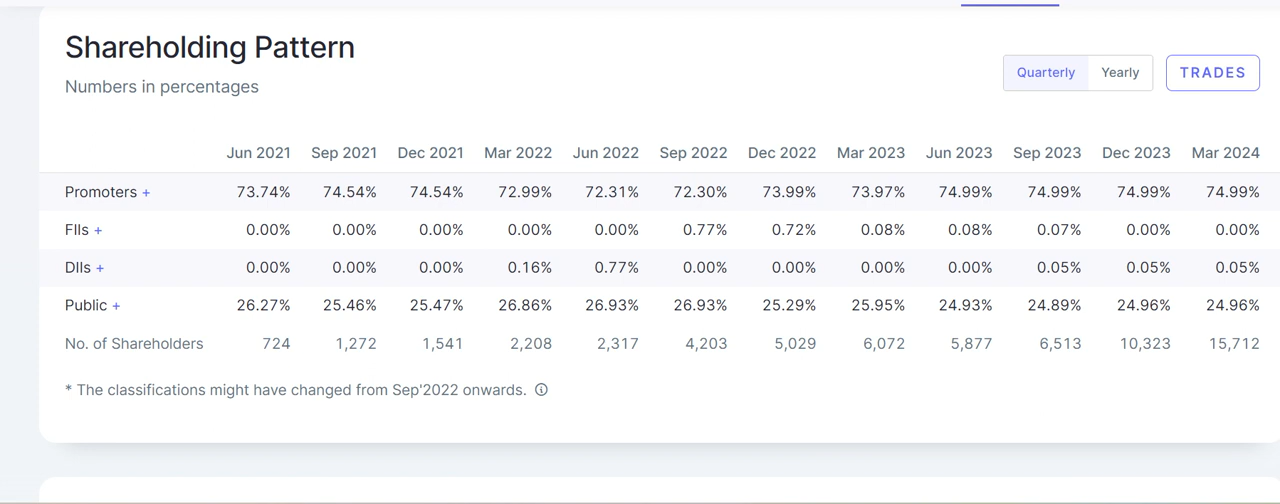 Shareholding Pattern
Numbers in percentages
Quarterly Yearly TRADES
Jun 2021 Sep 2021 Dec 2021 Mar 2022 Jun 2022 Sep 2022 Dec 2022 Mar 2023 Jun 2023 Sep 2023 Dec 2023 Mar 2024
Promoters + 73.74% 74.54% 74.54% 72.99% 72.31% 72.30% 73.99% 73.97% 74.99% 74.99% 74.99% 74.99%
FIIs + 0.00% 0.00% 0.00% 0.00% 0.00% 0.77% 0.72% 0.08% 0.08% 0.07% 0.00% 0.00%
DIIs + 0.00% 0.00% 0.00% 0.16% 0.77% 0.00% 0.00% 0.00% 0.00% 0.05% 0.05% 0.05%
Public + 26.27% 25.46% 25.47% 26.86% 26.93% 26.93% 25.29% 25.95% 24.93% 24.89% 24.96% 24.96%
No. of Shareholders 724 1,272 1,541 2,208 2,317 4,203 5,029 6,072 5,877 6,513 10,323 15,712
* The classifications might have changed from Sep'2022 onwards.